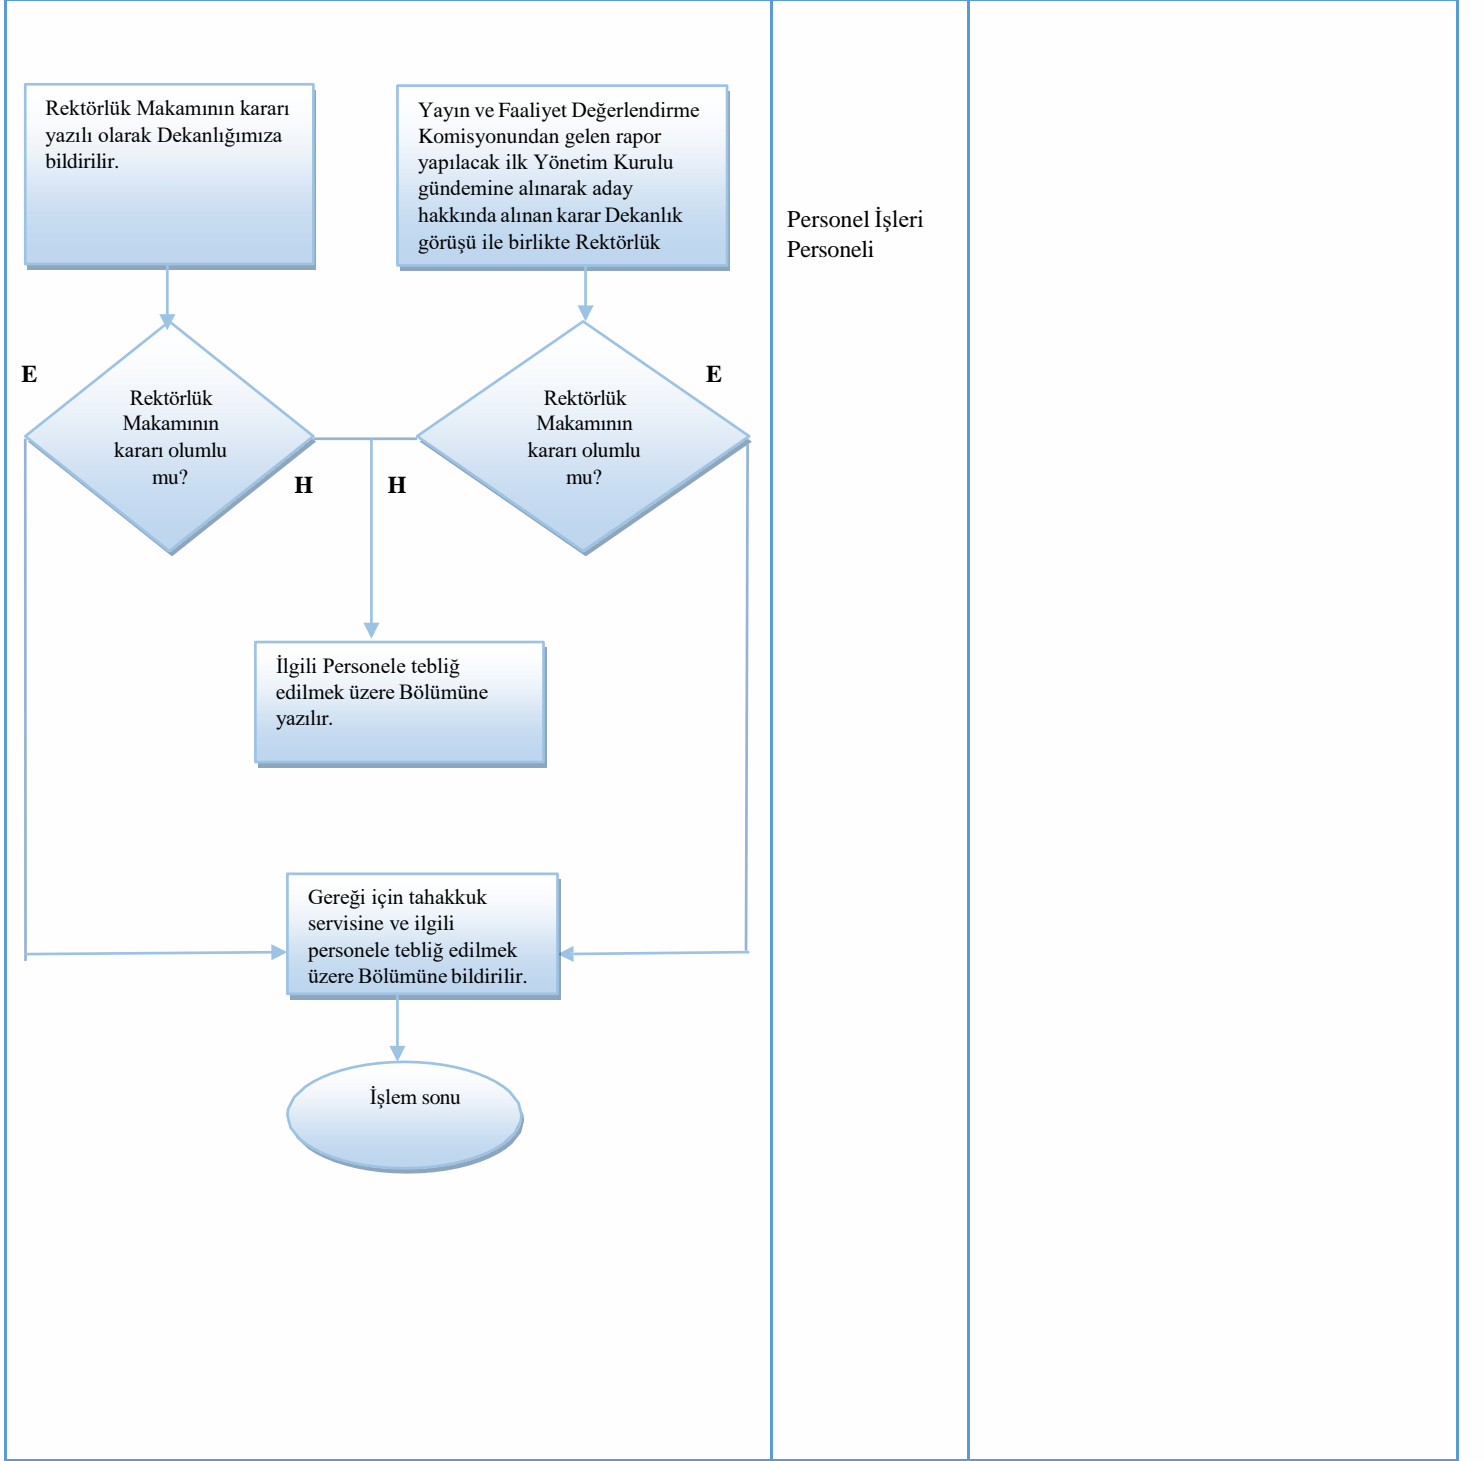 Rektörlük Makamının kararı
yazılı olarak Dekanlığımıza
bildirilir.
Yayın ve Faaliyet Değerlendirme
Komisyonundan gelen rapor
yapılacak ilk Yönetim Kurulu
gündemine alınarak aday
hakkında alınan karar Dekanlık
görüşü ile birlikte Rektörlük
Personel İşleri
Personeli
E
Rektörlük
Makamının
kararı olumlu
mu?
H
H
Rektörlük
Makamının
kararı olumlu
mu?
E
İlgili Personele tebliğ
edilmek üzere Bölümüne
yazılır.
Gereği için tahakkuk
servisine ve ilgili
personele tebliğ edilmek
üzere Bölümüne bildirilir.
İşlem sonu